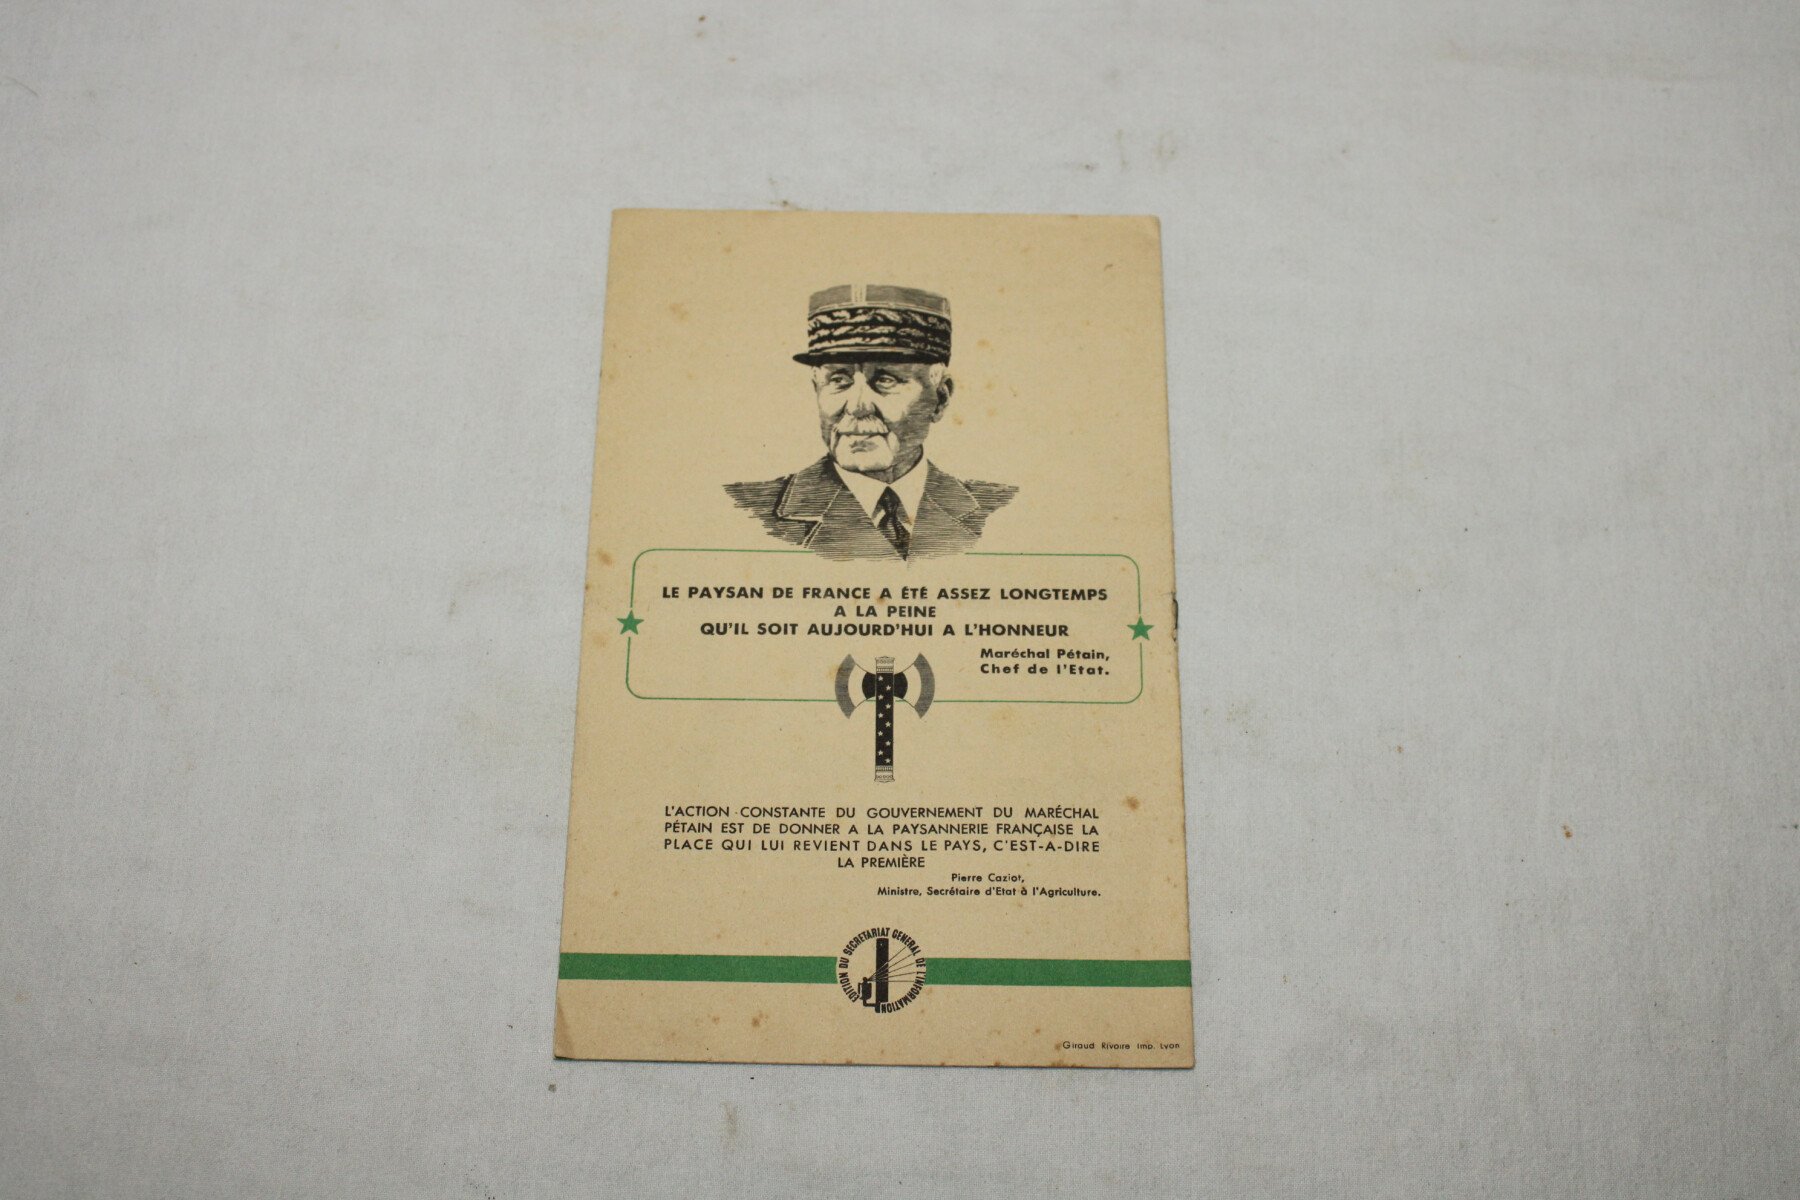 LE PAYSAN DE FRANCE A ÉTÉ ASSEZ LONGTEMPS
A LA PEINE
QU'IL SOIT AUJOURD'HUI A L'HONNEUR
Maréchal Pétain,
Chef de l'Etat.
L'ACTION CONSTANTE DU GOUVERNEMENT DU MARÉCHAL
PÉTAIN EST DE DONNER A LA PAYSANNERIE FRANÇAISE LA
PLACE QUI LUI REVIENT DANS LE PAYS, C'EST-A-DIRE
LA PREMIÈRE
Pierre Caziot,
Ministre, Secrétaire d'Etat à l'Agriculture.
ÉDITION DU SECRETARIAT GENERAL DE L'INFORMATION
Giraud Rivoire Imp. Lyon